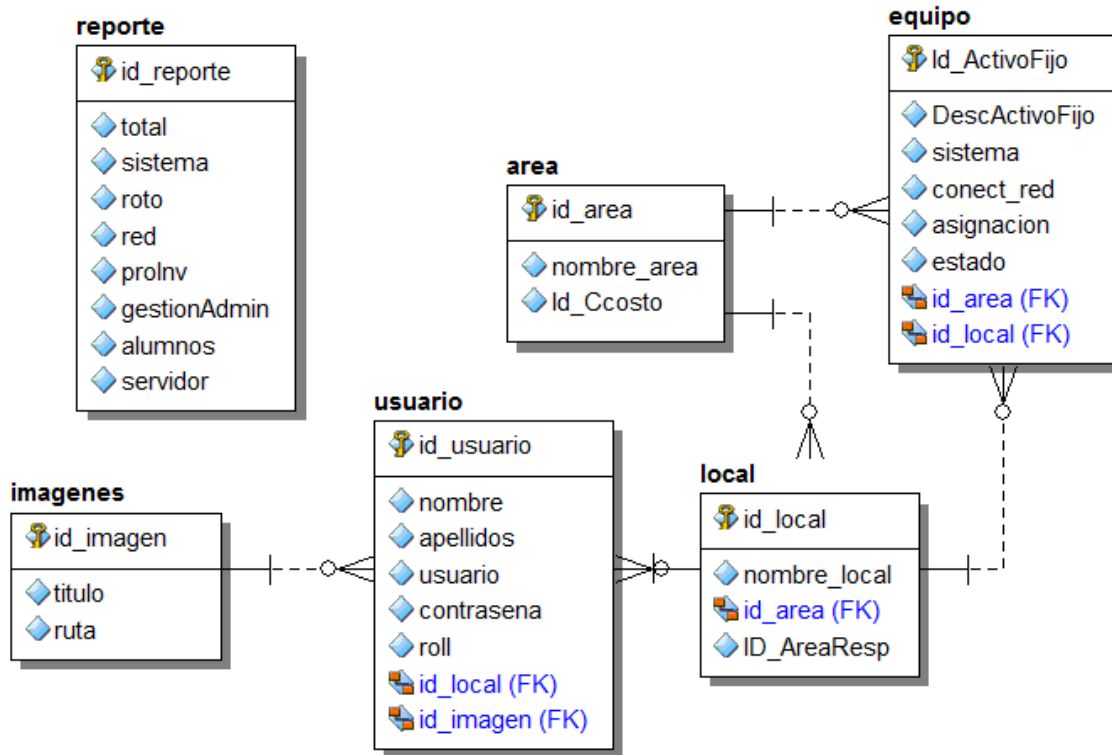 reporte
id_reporte
total
sistema
roto
red
proInv
gestionAdmin
alumnos
servidor
equipo
Id_ActivoFijo
DescActivoFijo
sistema
conect_red
asignacion
estado
id_area (FK)
id_local (FK)
area
id_area
nombre_area
Id_Ccosto
usuario
id_usuario
nombre
apellidos
usuario
contrasena
roll
id_local (FK)
id_imagen (FK)
imagenes
id_imagen
titulo
ruta
local
id_local
nombre_local
id_area (FK)
ID_AreaResp